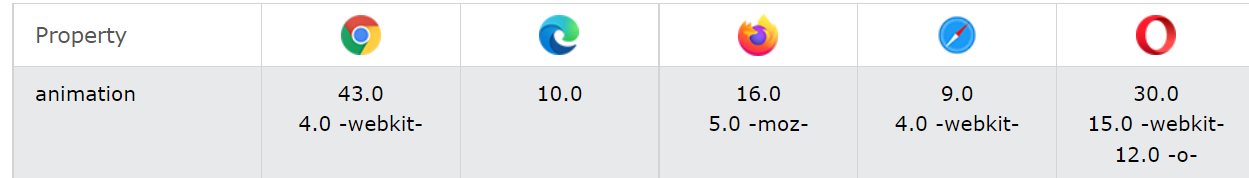 Property
animation 43.0 10.0 16.0 9.0 30.0
4.0 -webkit- 5.0 -moz- 4.0 -webkit- 15.0 -webkit-
12.0 -o-